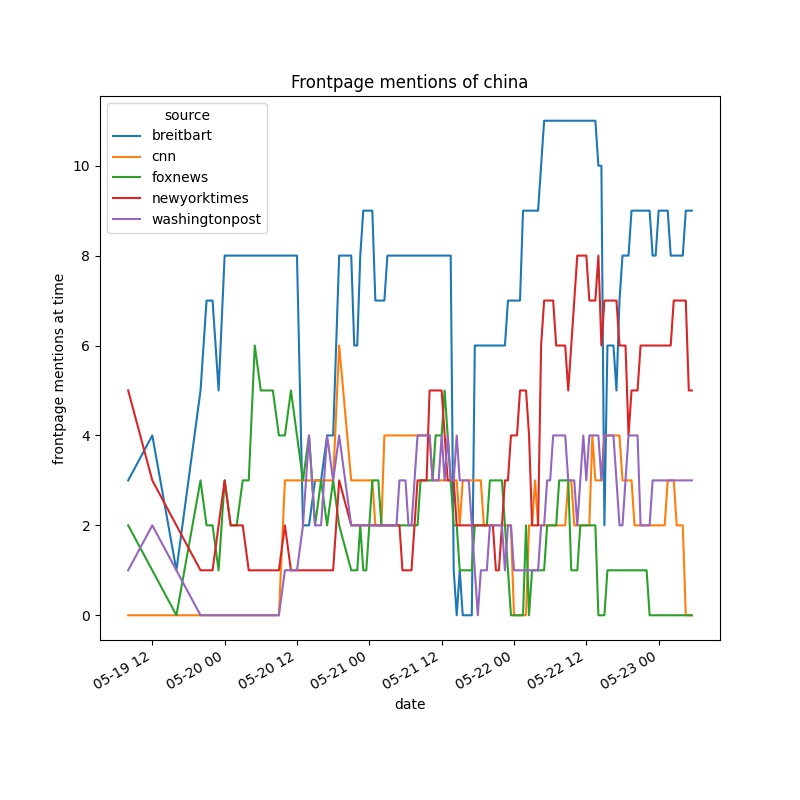 Frontpage mentions of china
source
breitbart
cnn
foxnews
newyorktimes
washingtonpost
frontpage mentions at time
10
8
6
4
2
0
05-19 12
05-20 00
05-20 12
05-21 00
05-21 12
05-22 00
05-22 12
05-23 00
date